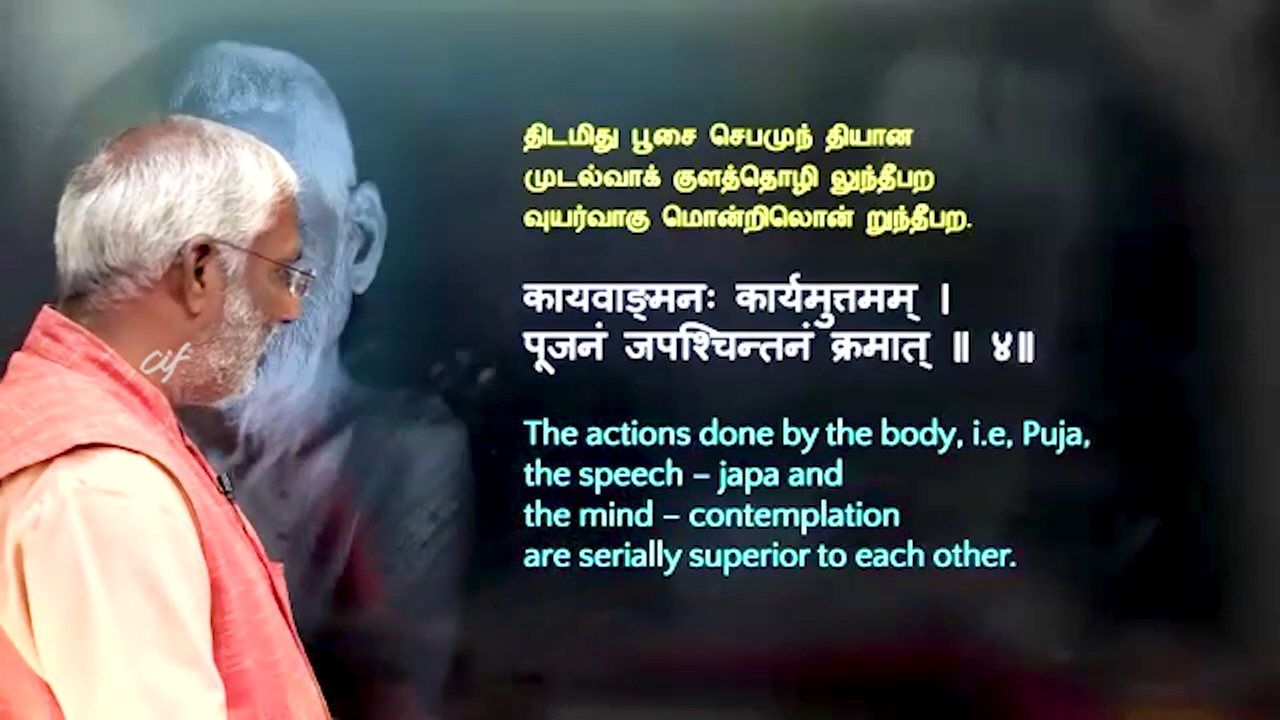 திடமிது பூசை செபமுந் தியான
முடல்வாக் குளத்தொழி லுந்தீபற
வுயர்வாகு மொன்றிலொன் றுந்தீபற.
कायवाङ्मनः कार्यमुत्तमम् ।
पूजनं जपश्चिन्तनं क्रमात् ॥ ४॥
The actions done by the body, i.e, Puja,
the speech – japa and
the mind – contemplation
are serially superior to each other.